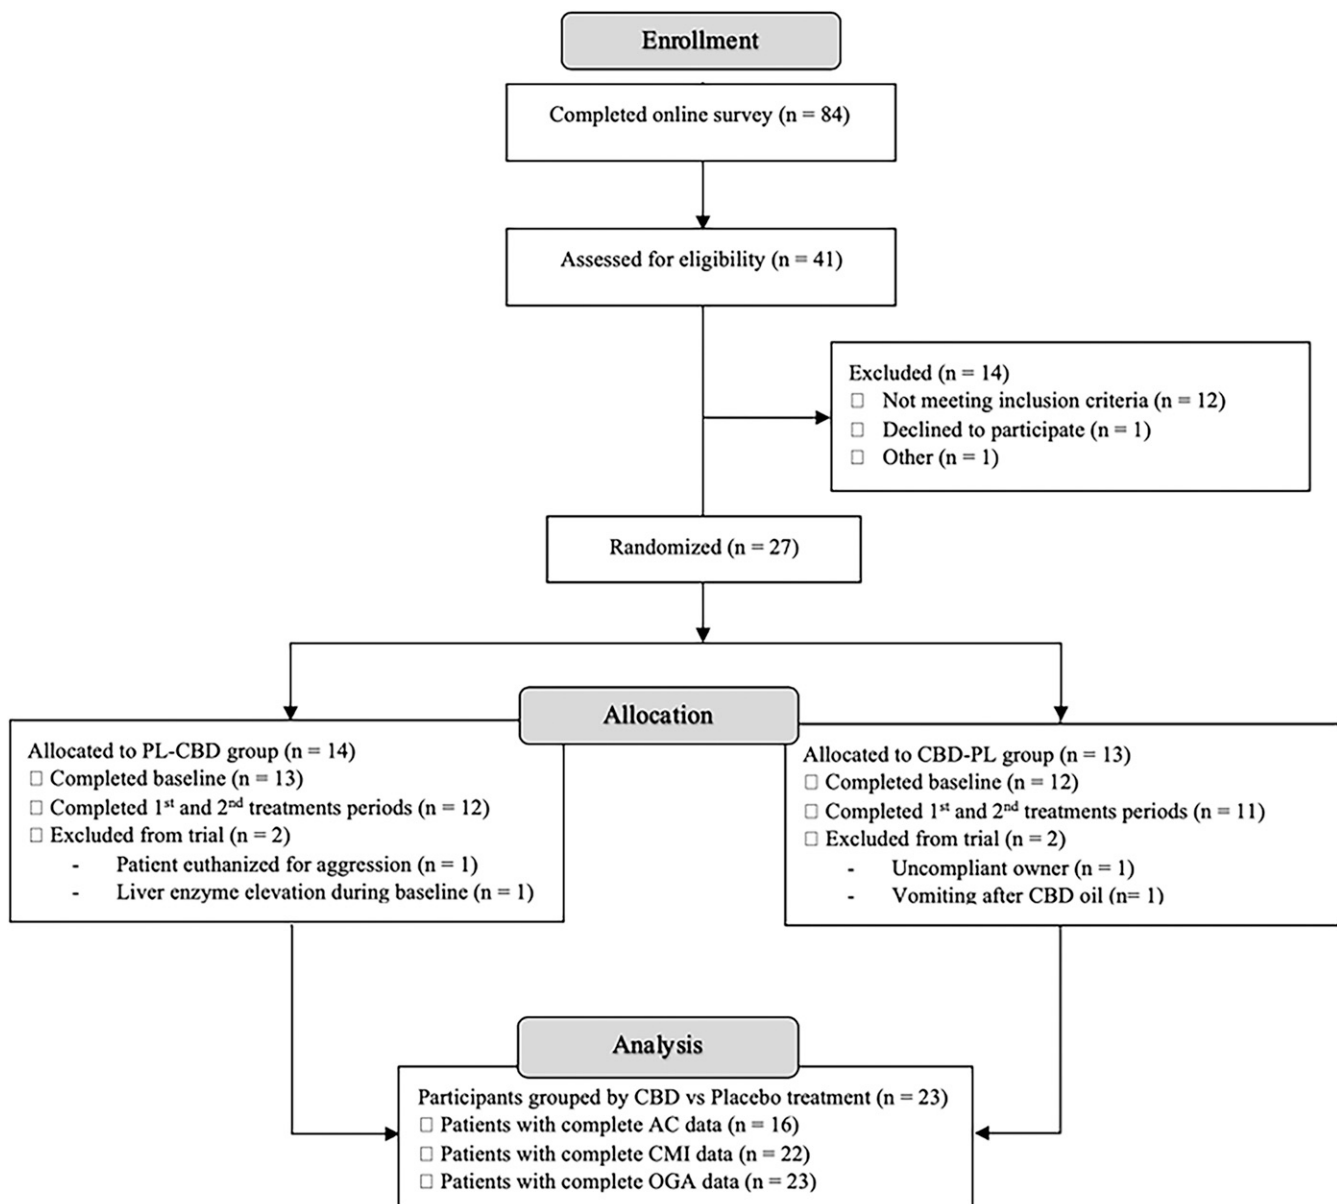 Enrollment
Completed online survey (n = 84)
Assessed for eligibility (n = 41)
Excluded (n = 14)
☐ Not meeting inclusion criteria (n = 12)
☐ Declined to participate (n = 1)
☐ Other (n = 1)
Randomized (n = 27)
Allocation
Allocated to PL-CBD group (n = 14)
☐ Completed baseline (n = 13)
☐ Completed 1st and 2nd treatments periods (n = 12)
☐ Excluded from trial (n = 2)
- Patient euthanized for aggression (n = 1)
- Liver enzyme elevation during baseline (n = 1)
Allocated to CBD-PL group (n = 13)
☐ Completed baseline (n = 12)
☐ Completed 1st and 2nd treatments periods (n = 11)
☐ Excluded from trial (n = 2)
- Uncompliant owner (n = 1)
- Vomiting after CBD oil (n= 1)
Analysis
Participants grouped by CBD vs Placebo treatment (n = 23)
☐ Patients with complete AC data (n = 16)
☐ Patients with complete CMI data (n = 22)
☐ Patients with complete OGA data (n = 23)